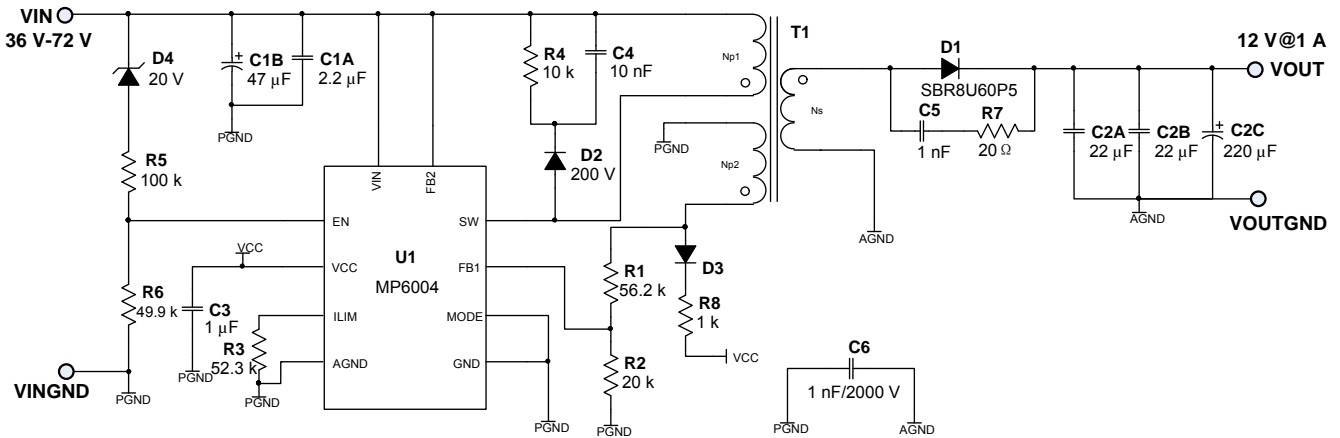 VIN
36 V-72 V
D4
20 V
C1B
47 μF
C1A
2.2 μF
PGND
R4
10 k
C4
10 nF
Np1
T1
D1
SBR8U60P5
12 V@1 A
VOUT
Ns
C5
1 nF
R7
20 Ω
C2A
22 μF
C2B
22 μF
C2C
220 μF
R5
100 k
D2
200 V
PGND
Np2
VIN
FB2
EN
SW
AGND
AGND
VOUTGND
VCC
VCC
U1
MP6004
FB1
R1
56.2 k
D3
R6
49.9 k
C3
1 μF
ILIM
MODE
R8
1 k
R3
52.3 k
AGND
GND
R2
20 k
VCC
C6
1 nF/2000 V
VINGND
PGND
PGND
PGND
PGND
PGND
PGND
AGND